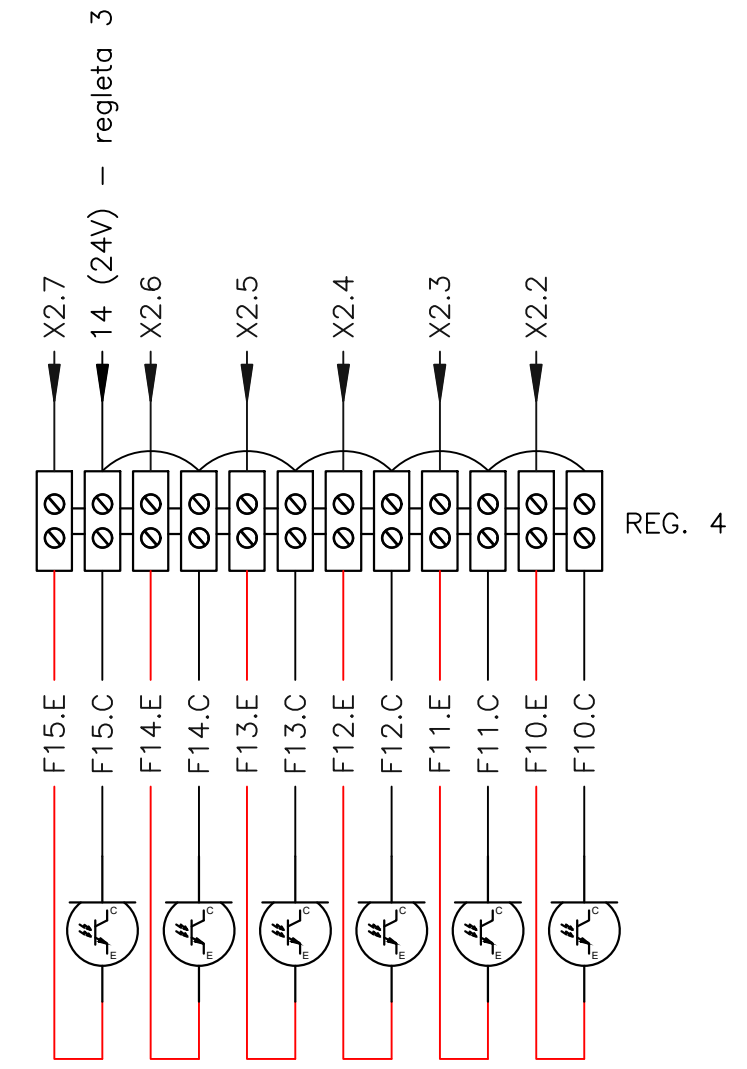 X2.7
14 (24V) - regleta 3
X2.6
X2.5
X2.4
X2.3
X2.2
REG. 4
F15.E
F15.C
F14.E
F14.C
F13.E
F13.C
F12.E
F12.C
F11.E
F11.C
F10.E
F10.C
C
C
C
C
C
C
E
E
E
E
E
E